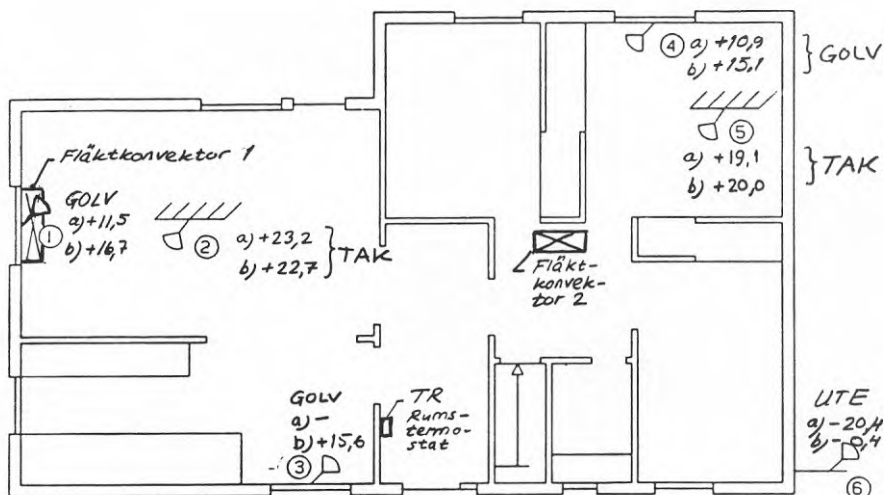 ④ a) +10,9
b) +15,1
} GOLV
⑤
a) +19,1
b) +20,0
} TAK
Fläktkonvektor 1
GOLV
a) +11,5
b) +16,7
①
②
a) +23,2
b) +22,7
} TAK
Fläkt-
konvek-
tor 2
GOLV
a) –
b) +15,6
③
TR
Rums-
termo-
stat
UTE
a) -20,4
b) - 0,4
⑥